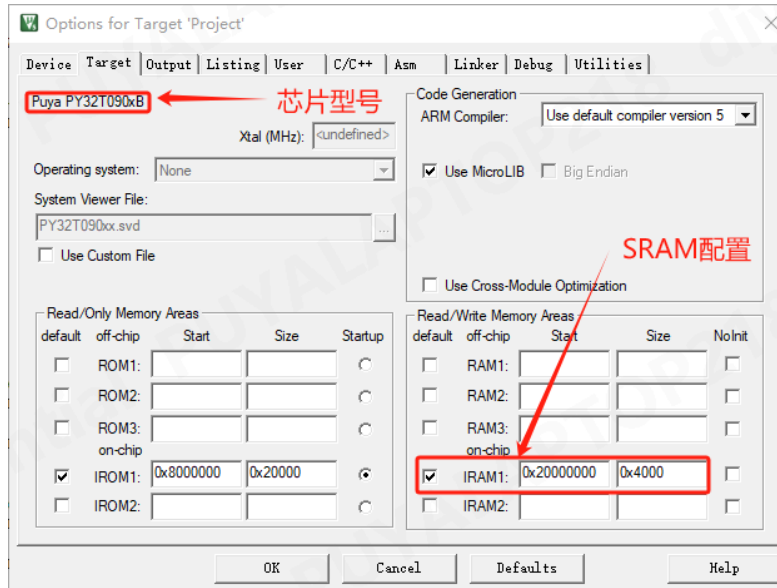 Options for Target 'Project'
Device Target Output Listing User C/C++ Asm Linker Debug Utilities
Puya PY32T090xB
芯片型号
Xtal (MHz): <undefined>
Operating system: None
System Viewer File:
PY32T090xx.svd
...
Use Custom File
Code Generation
ARM Compiler: Use default compiler version 5
Use MicroLIB Big Endian
SRAM配置
Use Cross-Module Optimization
Read/Only Memory Areas
default off-chip Start Size Startup
ROM1:
ROM2:
ROM3:
on-chip
IROM1: 0x8000000 0x20000
IROM2:
Read/Write Memory Areas
default off-chip Start Size NoInit
RAM1:
RAM2:
RAM3:
on-chip
IRAM1: 0x20000000 0x4000
IRAM2:
OK Cancel Defaults Help